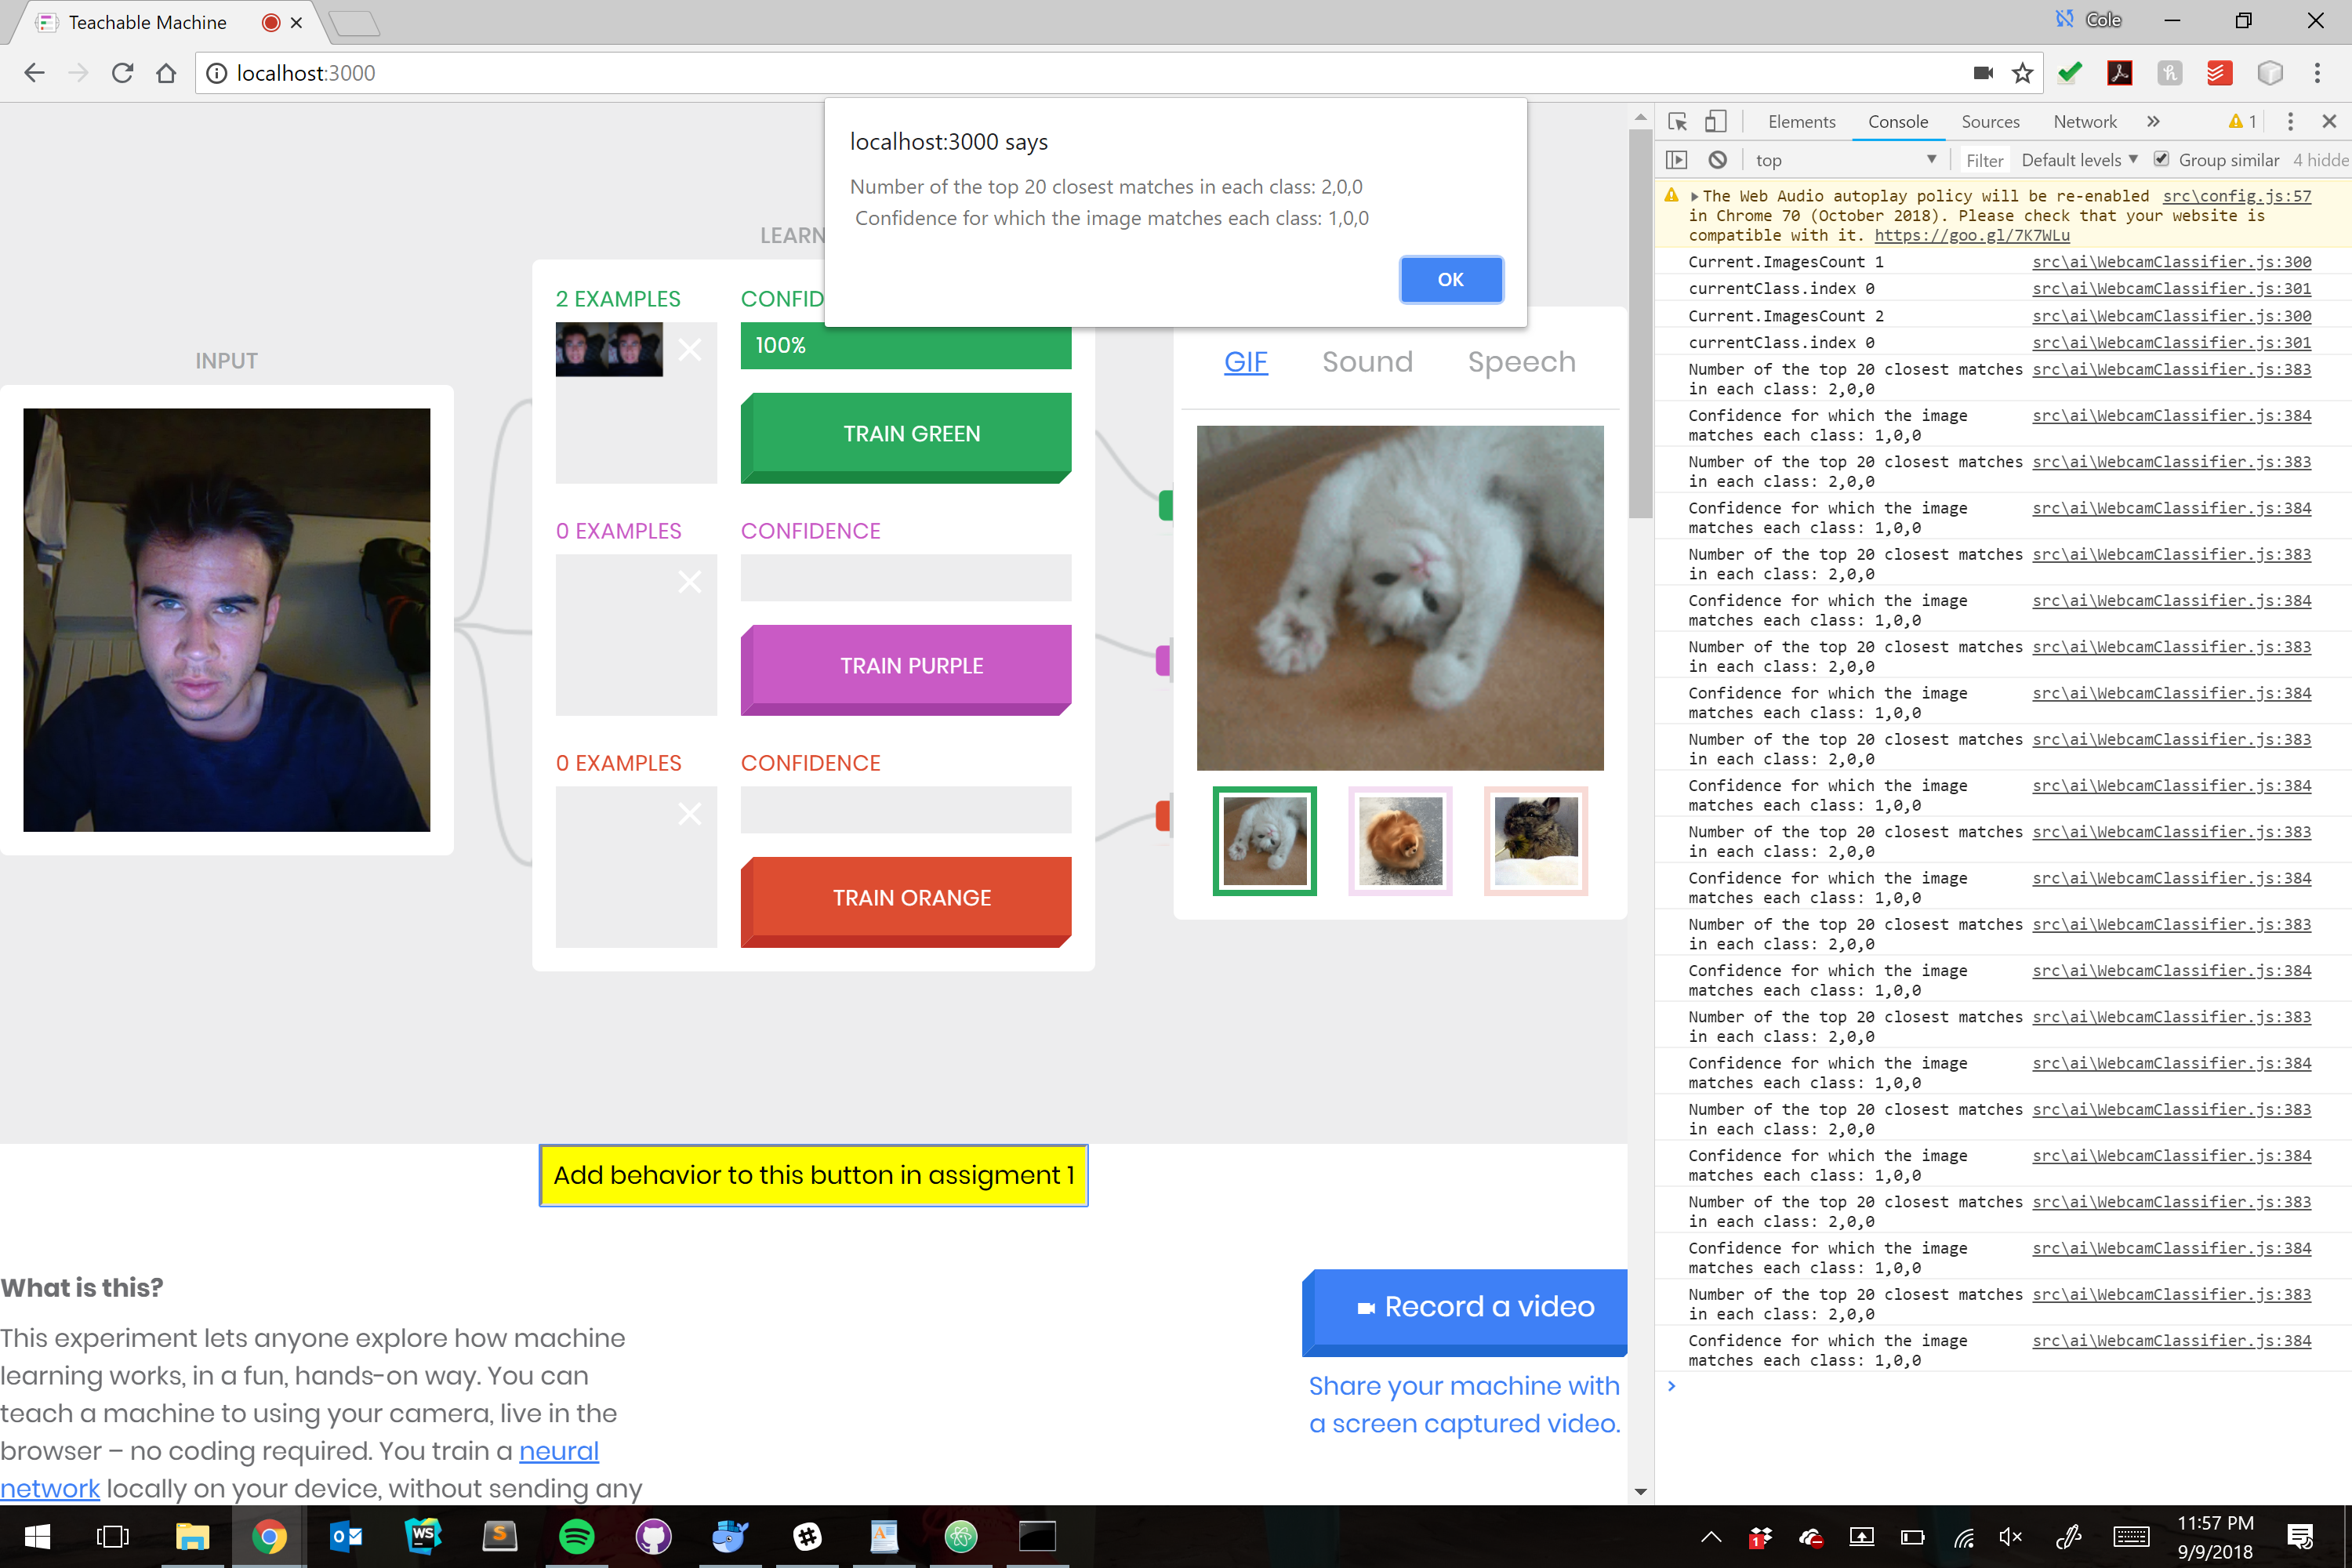 Teachable Machine
Cole
localhost:3000
localhost:3000 says
Number of the top 20 closest matches in each class: 2,0,0
Confidence for which the image matches each class: 1,0,0
OK
INPUT
LEARN
2 EXAMPLES
CONFID
100%
TRAIN GREEN
0 EXAMPLES
CONFIDENCE
TRAIN PURPLE
0 EXAMPLES
CONFIDENCE
TRAIN ORANGE
GIF
Sound
Speech
Add behavior to this button in assigment 1
What is this?
This experiment lets anyone explore how machine
learning works, in a fun, hands-on way. You can
teach a machine to using your camera, live in the
browser – no coding required. You train a neural
network locally on your device, without sending any
Record a video
Share your machine with
a screen captured video.
Elements
Console
Sources
Network
1
top
Filter
Default levels
Group similar
4 hidde
The Web Audio autoplay policy will be re-enabled src\config.js:57
in Chrome 70 (October 2018). Please check that your website is
compatible with it. https://goo.gl/7K7WLu
Current.ImagesCount 1 src\ai\WebcamClassifier.js:300
currentClass.index 0 src\ai\WebcamClassifier.js:301
Current.ImagesCount 2 src\ai\WebcamClassifier.js:300
currentClass.index 0 src\ai\WebcamClassifier.js:301
Number of the top 20 closest matches src\ai\WebcamClassifier.js:383
in each class: 2,0,0
Confidence for which the image src\ai\WebcamClassifier.js:384
matches each class: 1,0,0
Number of the top 20 closest matches src\ai\WebcamClassifier.js:383
in each class: 2,0,0
Confidence for which the image src\ai\WebcamClassifier.js:384
matches each class: 1,0,0
Number of the top 20 closest matches src\ai\WebcamClassifier.js:383
in each class: 2,0,0
Confidence for which the image src\ai\WebcamClassifier.js:384
matches each class: 1,0,0
Number of the top 20 closest matches src\ai\WebcamClassifier.js:383
in each class: 2,0,0
Confidence for which the image src\ai\WebcamClassifier.js:384
matches each class: 1,0,0
Number of the top 20 closest matches src\ai\WebcamClassifier.js:383
in each class: 2,0,0
Confidence for which the image src\ai\WebcamClassifier.js:384
matches each class: 1,0,0
Number of the top 20 closest matches src\ai\WebcamClassifier.js:383
in each class: 2,0,0
Confidence for which the image src\ai\WebcamClassifier.js:384
matches each class: 1,0,0
Number of the top 20 closest matches src\ai\WebcamClassifier.js:383
in each class: 2,0,0
Confidence for which the image src\ai\WebcamClassifier.js:384
matches each class: 1,0,0
Number of the top 20 closest matches src\ai\WebcamClassifier.js:383
in each class: 2,0,0
Confidence for which the image src\ai\WebcamClassifier.js:384
matches each class: 1,0,0
Number of the top 20 closest matches src\ai\WebcamClassifier.js:383
in each class: 2,0,0
Confidence for which the image src\ai\WebcamClassifier.js:384
matches each class: 1,0,0
Number of the top 20 closest matches src\ai\WebcamClassifier.js:383
in each class: 2,0,0
Confidence for which the image src\ai\WebcamClassifier.js:384
matches each class: 1,0,0
Number of the top 20 closest matches src\ai\WebcamClassifier.js:383
in each class: 2,0,0
Confidence for which the image src\ai\WebcamClassifier.js:384
matches each class: 1,0,0
11:57 PM
9/9/2018